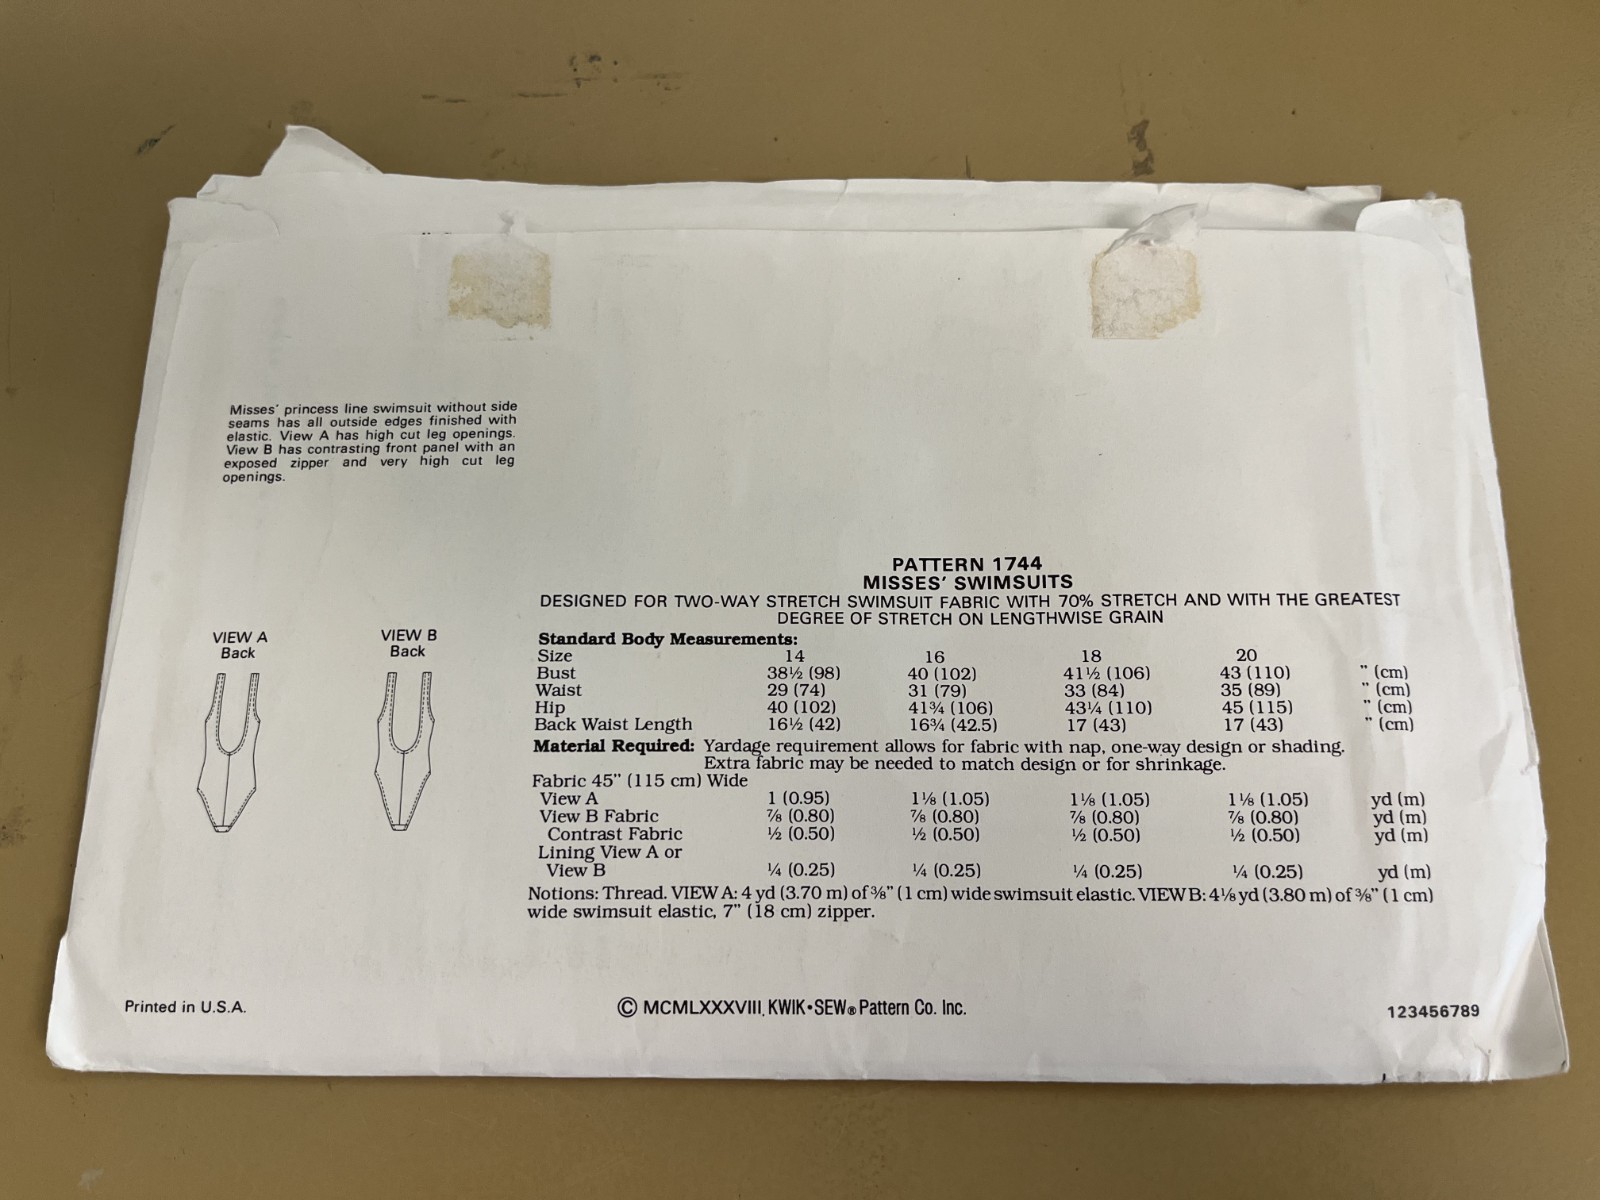 Misses' princess line swimsuit without side
seams has all outside edges finished with
elastic. View A has high cut leg openings.
View B has contrasting front panel with an
exposed zipper and very high cut leg
openings.
PATTERN 1744
MISSES' SWIMSUITS
DESIGNED FOR TWO-WAY STRETCH SWIMSUIT FABRIC WITH 70% STRETCH AND WITH THE GREATEST
DEGREE OF STRETCH ON LENGTHWISE GRAIN
VIEW A
Back
VIEW B
Back
Standard Body Measurements:
Size 14 16 18 20
Bust 38½ (98) 40 (102) 41½ (106) 43 (110) " (cm)
Waist 29 (74) 31 (79) 33 (84) 35 (89) " (cm)
Hip 40 (102) 41¾ (106) 43¼ (110) 45 (115) " (cm)
Back Waist Length 16½ (42) 16¾ (42.5) 17 (43) 17 (43) " (cm)
Material Required: Yardage requirement allows for fabric with nap, one-way design or shading.
Extra fabric may be needed to match design or for shrinkage.
Fabric 45" (115 cm) Wide
View A 1 (0.95) 1⅛ (1.05) 1⅛ (1.05) 1⅛ (1.05) yd (m)
View B Fabric ⅞ (0.80) ⅞ (0.80) ⅞ (0.80) ⅞ (0.80) yd (m)
Contrast Fabric ½ (0.50) ½ (0.50) ½ (0.50) ½ (0.50) yd (m)
Lining View A or
View B ¼ (0.25) ¼ (0.25) ¼ (0.25) ¼ (0.25) yd (m)
Notions: Thread. VIEW A: 4 yd (3.70 m) of ⅜" (1 cm) wide swimsuit elastic. VIEW B: 4⅛ yd (3.80 m) of ⅜" (1 cm)
wide swimsuit elastic, 7" (18 cm) zipper.
Printed in U.S.A.
© MCMLXXXVIII, KWIK•SEW® Pattern Co. Inc.
123456789